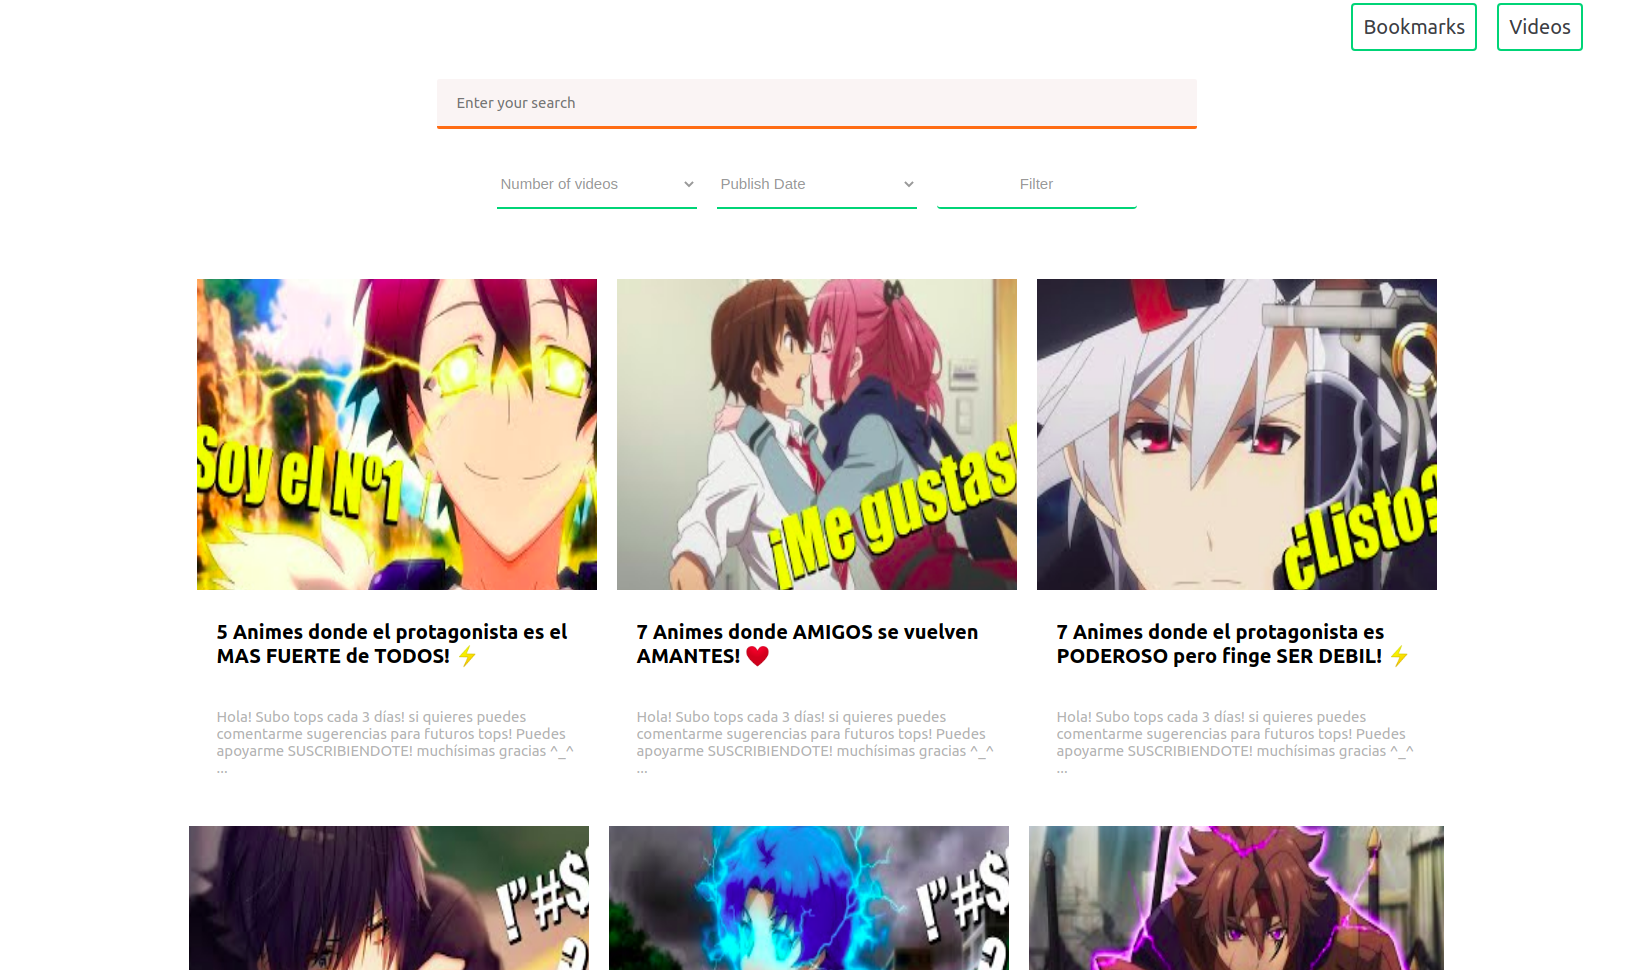 Bookmarks
Videos
Enter your search
Number of videos
Publish Date
Filter
Soy el Nº1
¡Me gustas!
¿Listo?
5 Animes donde el protagonista es el
MAS FUERTE de TODOS! ⚡
7 Animes donde AMIGOS se vuelven
AMANTES! ❤
7 Animes donde el protagonista es
PODEROSO pero finge SER DEBIL! ⚡
Hola! Subo tops cada 3 días! si quieres puedes
comentarme sugerencias para futuros tops! Puedes
apoyarme SUSCRIBIENDOTE! muchísimas gracias ^_^
...
Hola! Subo tops cada 3 días! si quieres puedes
comentarme sugerencias para futuros tops! Puedes
apoyarme SUSCRIBIENDOTE! muchísimas gracias ^_^
...
Hola! Subo tops cada 3 días! si quieres puedes
comentarme sugerencias para futuros tops! Puedes
apoyarme SUSCRIBIENDOTE! muchísimas gracias ^_^
...
!"#$
!"#$